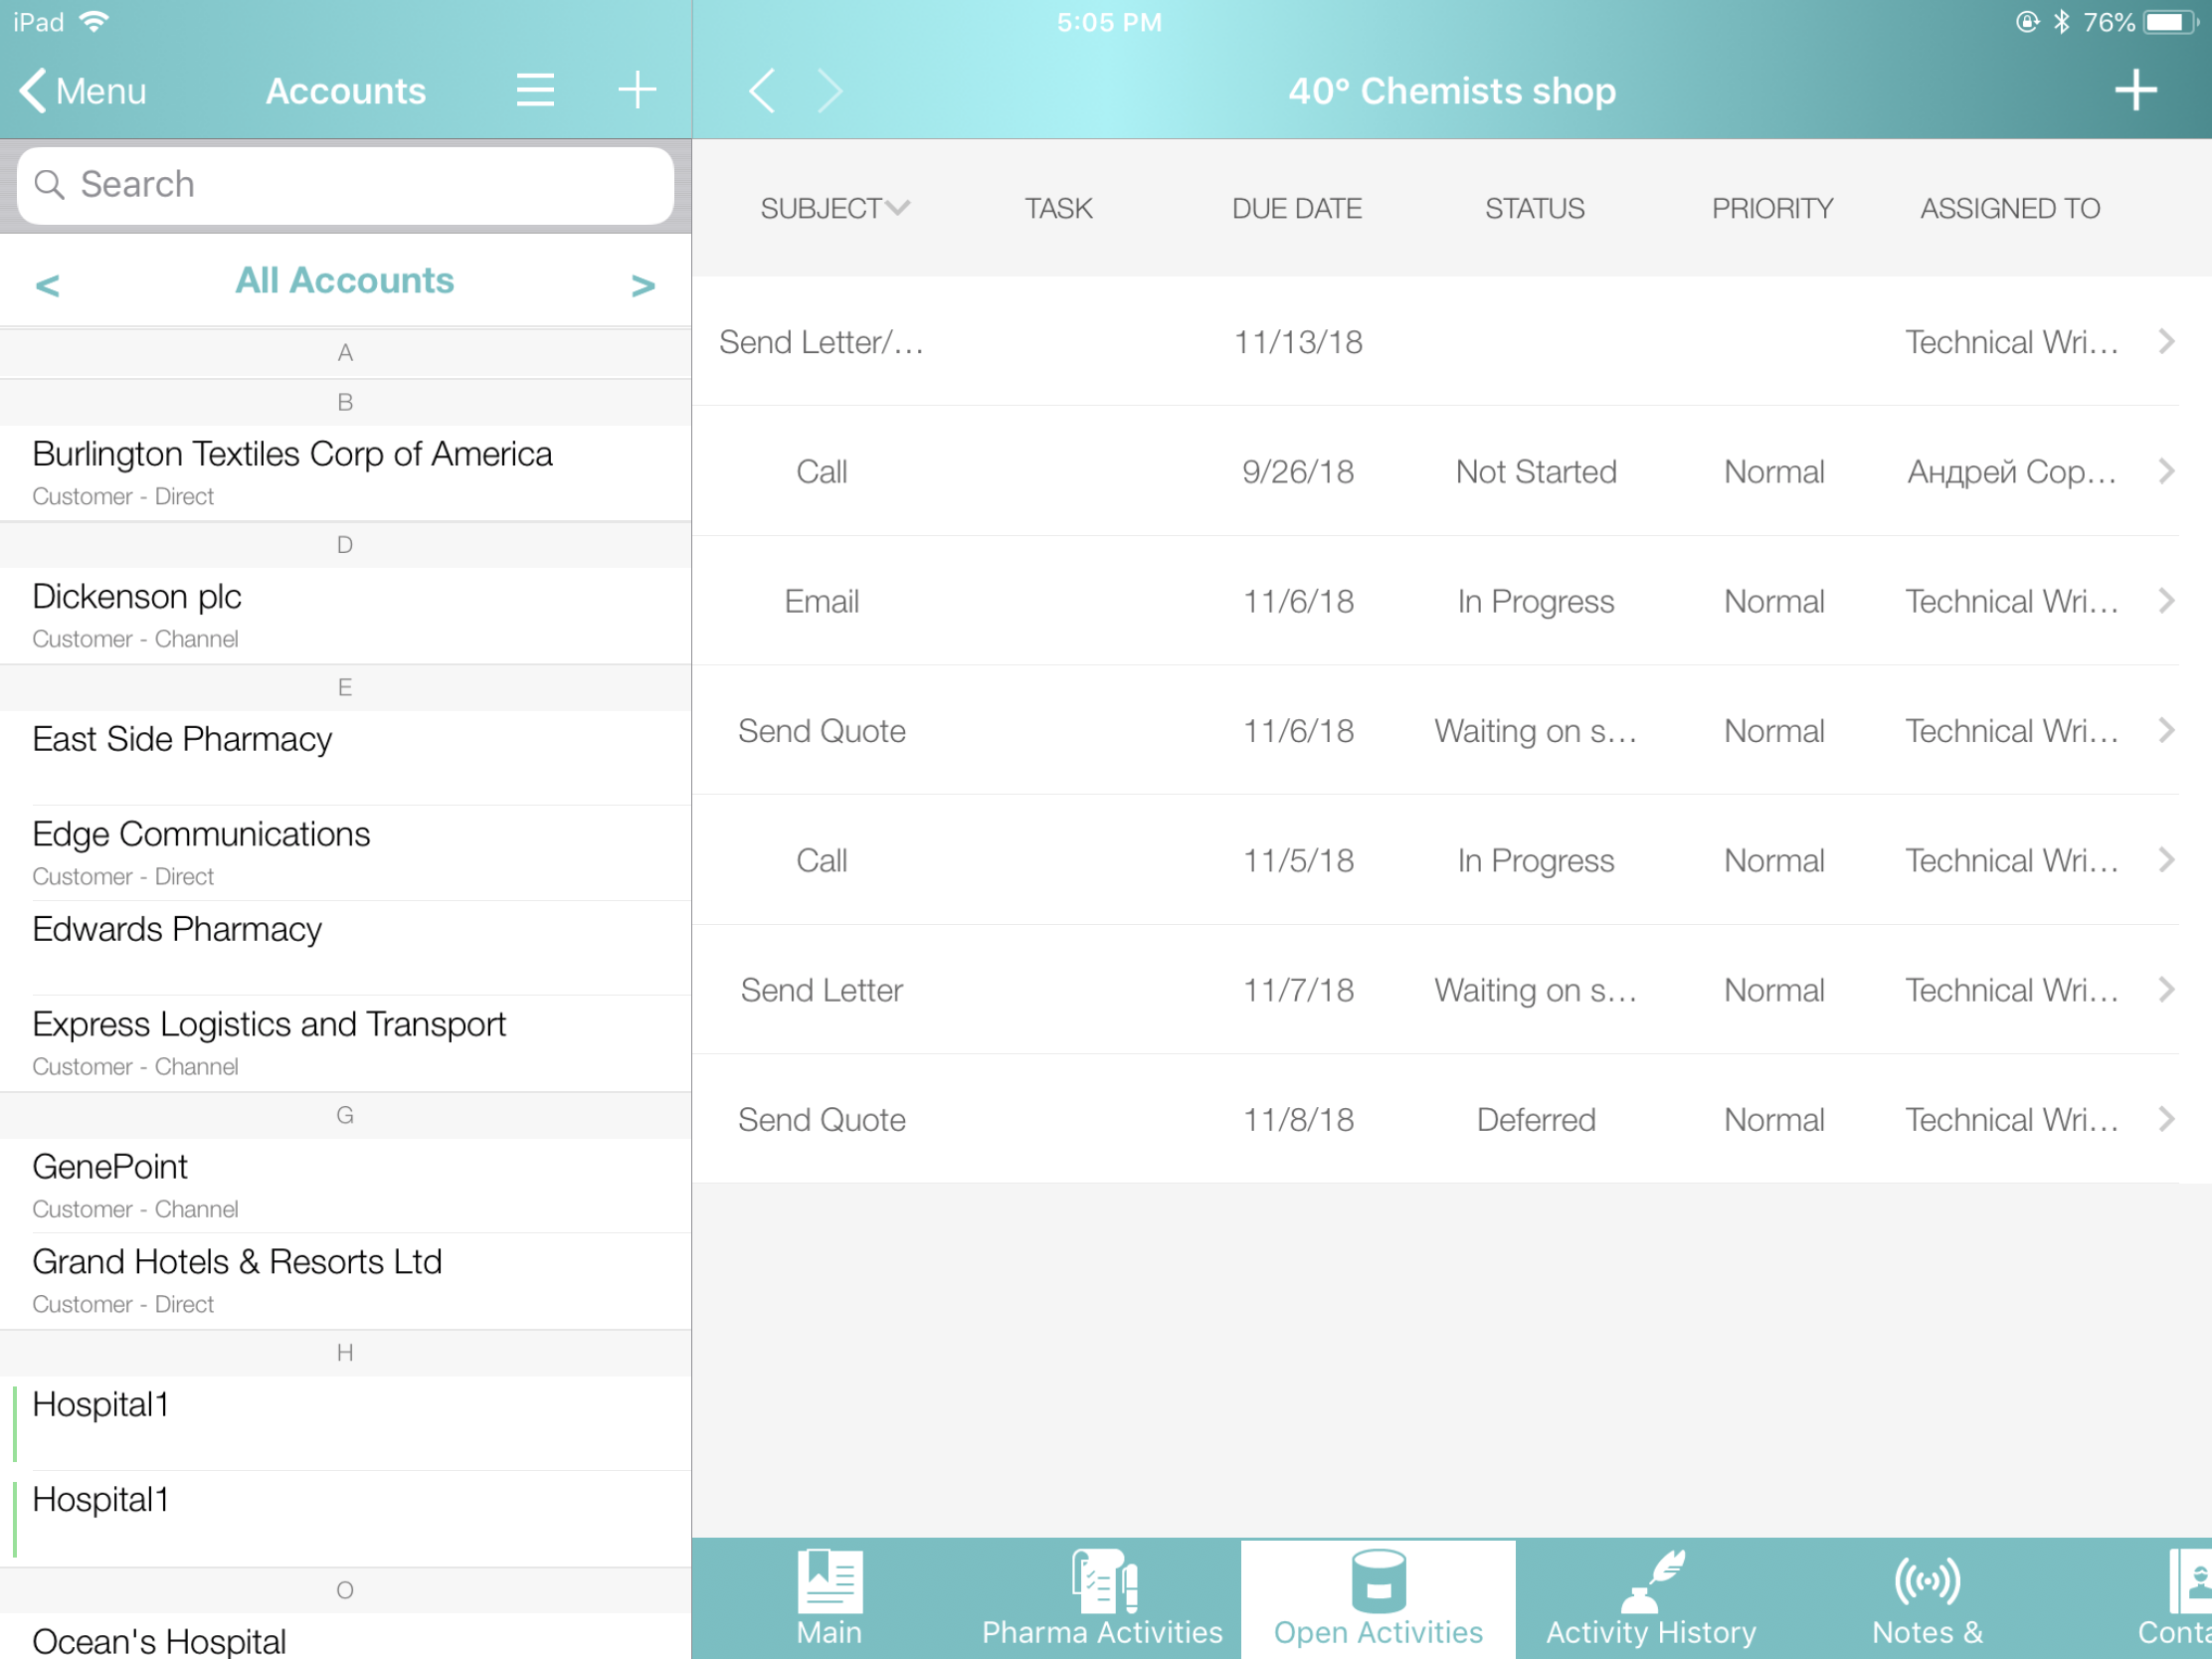 iPad 5:05 PM 76%
Menu Accounts
40° Chemists shop
Search
< All Accounts >
A
B
Burlington Textiles Corp of America
Customer - Direct
D
Dickenson plc
Customer - Channel
E
East Side Pharmacy
Edge Communications
Customer - Direct
Edwards Pharmacy
Express Logistics and Transport
Customer - Channel
G
GenePoint
Customer - Channel
Grand Hotels & Resorts Ltd
Customer - Direct
H
Hospital1
Hospital1
O
Ocean's Hospital
SUBJECT TASK DUE DATE STATUS PRIORITY ASSIGNED TO
Send Letter/... 11/13/18 Technical Wri...
Call 9/26/18 Not Started Normal Андрей Сор...
Email 11/6/18 In Progress Normal Technical Wri...
Send Quote 11/6/18 Waiting on s... Normal Technical Wri...
Call 11/5/18 In Progress Normal Technical Wri...
Send Letter 11/7/18 Waiting on s... Normal Technical Wri...
Send Quote 11/8/18 Deferred Normal Technical Wri...
Main Pharma Activities Open Activities Activity History Notes & Conta